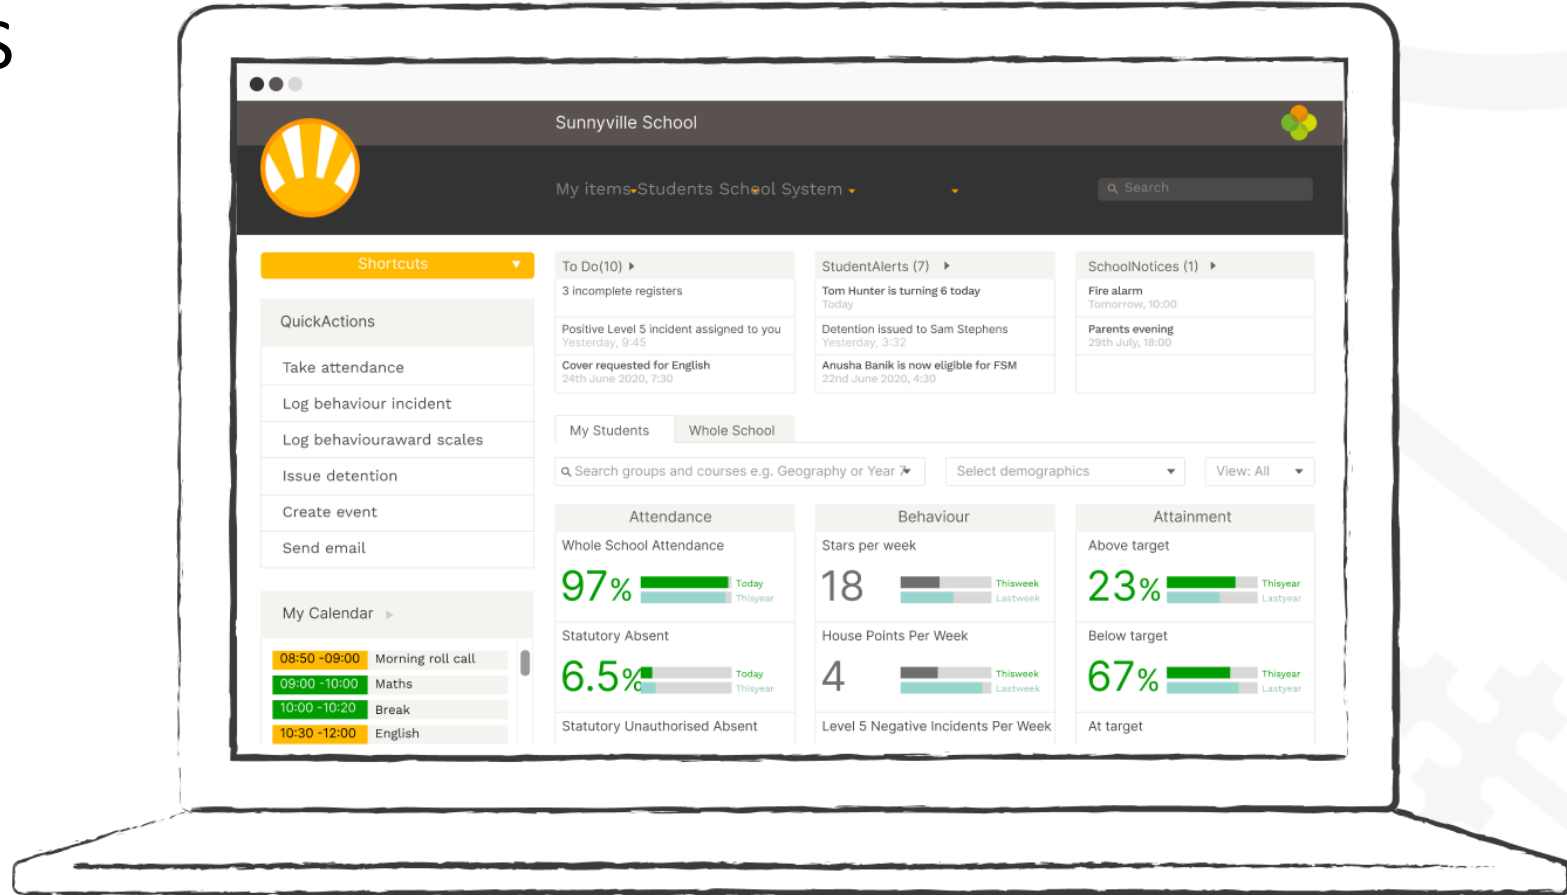 S
Sunnyville School
My items Students School System
Search
Shortcuts
QuickActions
Take attendance
Log behaviour incident
Log behaviouraward scales
Issue detention
Create event
Send email
My Calendar
08:50 -09:00 Morning roll call
09:00 -10:00 Maths
10:00 -10:20 Break
10:30 -12:00 English
To Do(10)
3 incomplete registers
Positive Level 5 incident assigned to you
Yesterday, 9:45
Cover requested for English
24th June 2020, 7:30
StudentAlerts (7)
Tom Hunter is turning 6 today
Today
Detention issued to Sam Stephens
Yesterday, 3:32
Anusha Banik is now eligible for FSM
22nd June 2020, 4:30
SchoolNotices (1)
Fire alarm
Tomorrow, 10:00
Parents evening
29th July, 18:00
My Students Whole School
Search groups and courses e.g. Geography or Year 7
Select demographics
View: All
Attendance
Whole School Attendance
97%
Today
Thisyear
Statutory Absent
6.5%
Today
Thisyear
Statutory Unauthorised Absent
Behaviour
Stars per week
18
Thisweek
Lastweek
House Points Per Week
4
Thisweek
Lastweek
Level 5 Negative Incidents Per Week
Attainment
Above target
23%
Thisyear
Lastyear
Below target
67%
Thisyear
Lastyear
At target